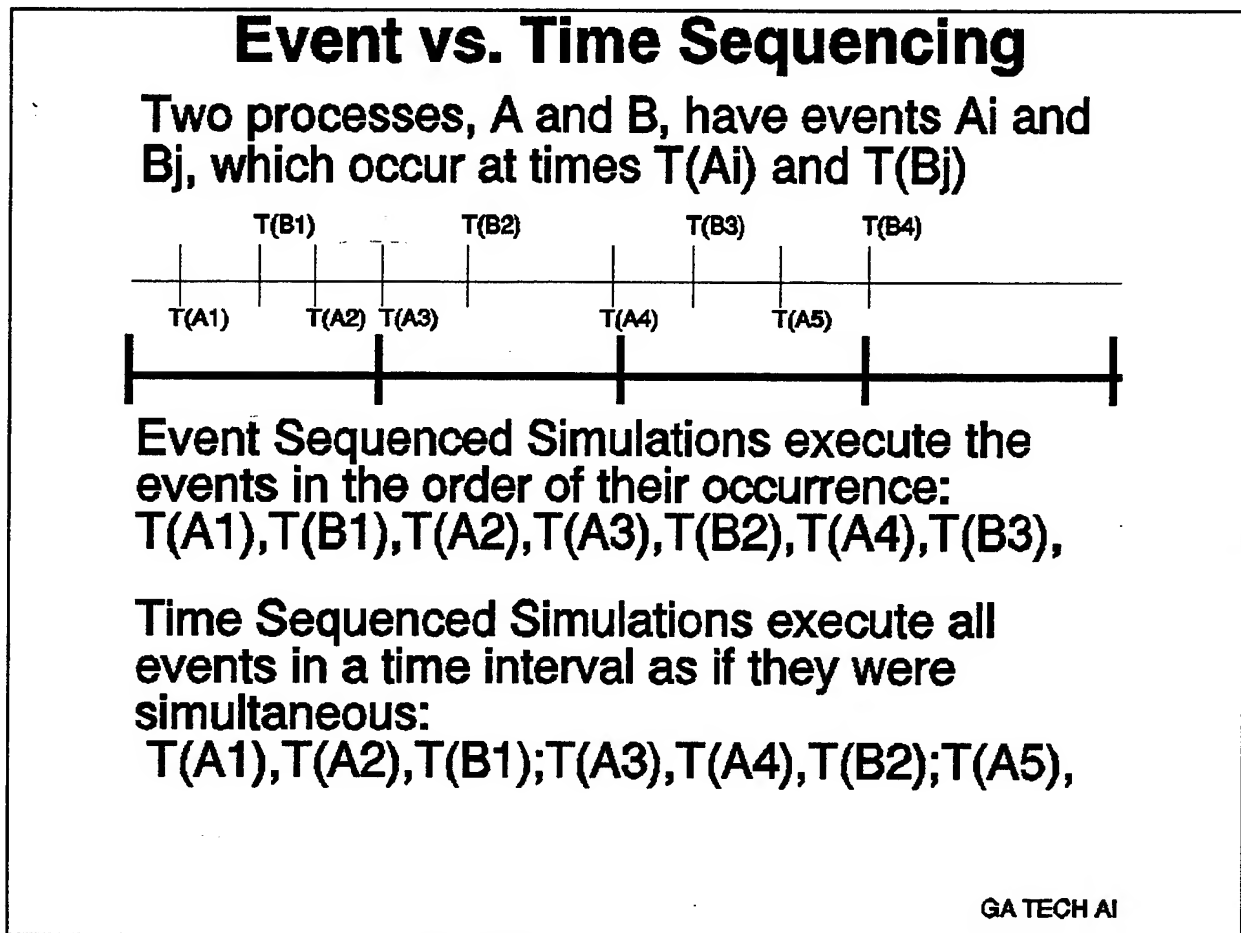 Event vs. Time Sequencing
Two processes, A and B, have events Ai and
Bj, which occur at times T(Ai) and T(Bj)
T(B1) T(B2) T(B3) T(B4)
T(A1) T(A2) T(A3) T(A4) T(A5)
Event Sequenced Simulations execute the
events in the order of their occurrence:
T(A1),T(B1),T(A2),T(A3),T(B2),T(A4),T(B3),
Time Sequenced Simulations execute all
events in a time interval as if they were
simultaneous:
T(A1),T(A2),T(B1);T(A3),T(A4),T(B2);T(A5),
GA TECH AI